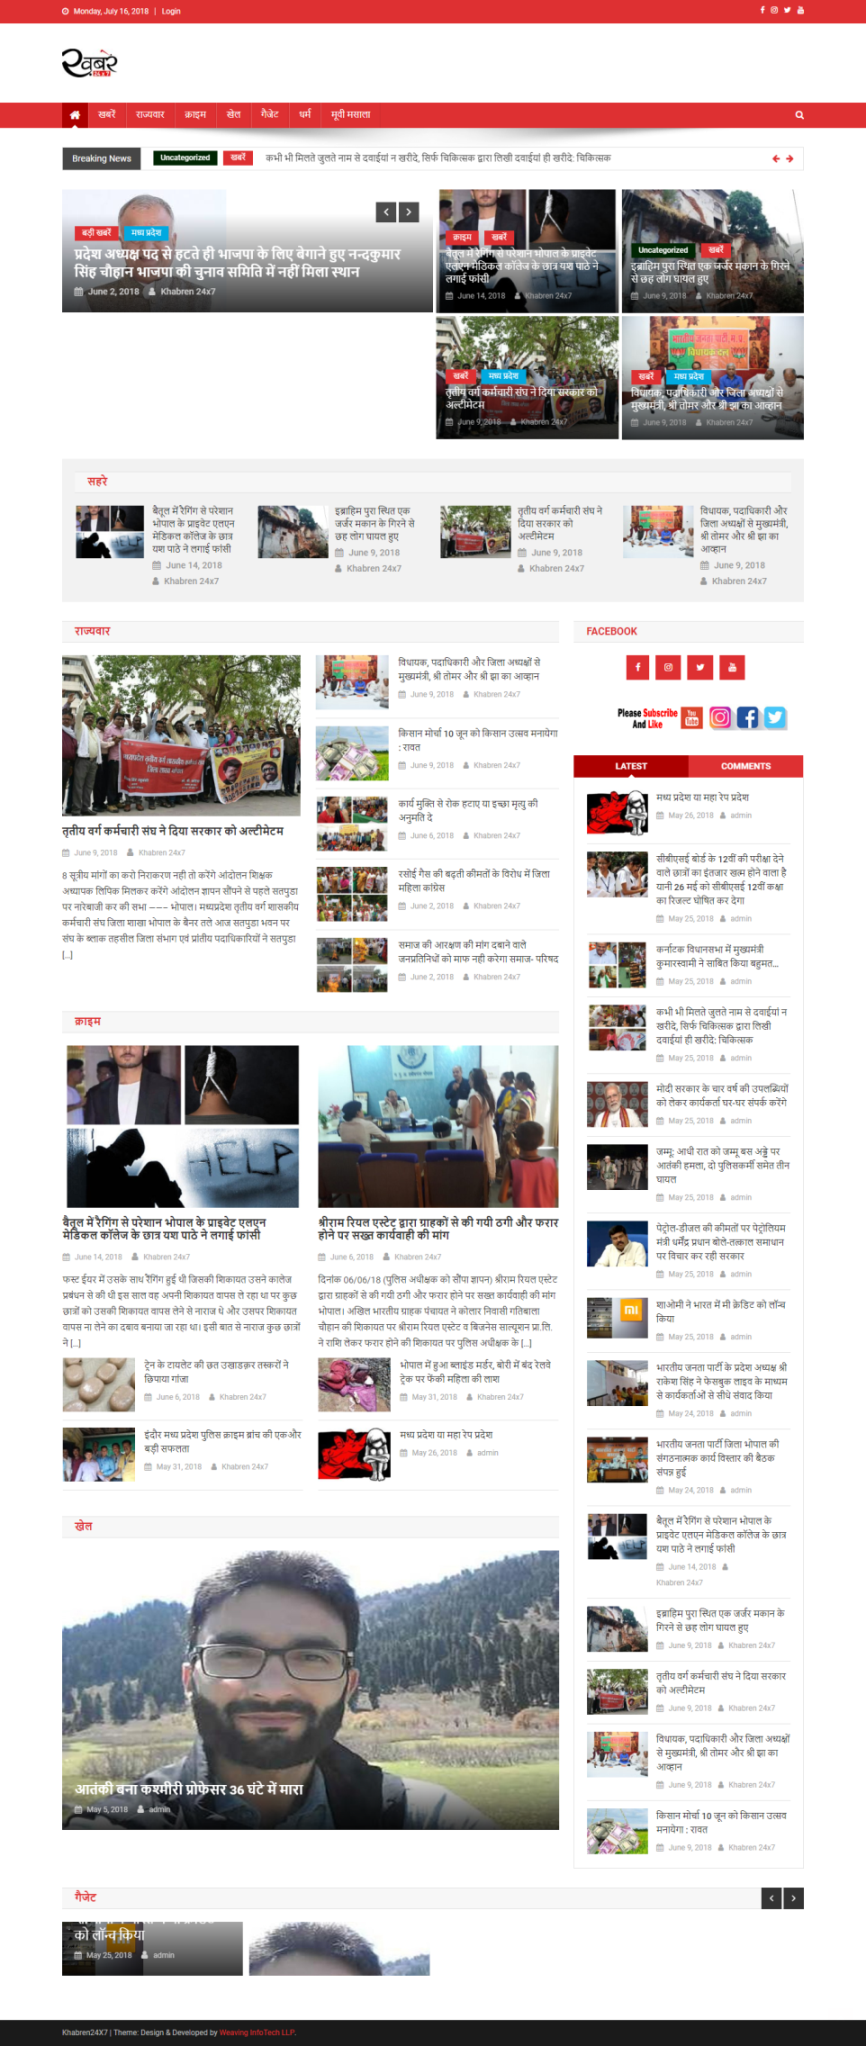 Monday, July 16, 2018 | Login
ख़बरें
24x7
खबरें राज्यवार क्राइम खेल गैजेट धर्म मूवी मसाला
Breaking News Uncategorized खबरें कभी भी मिलते जुलते नाम से दवाईयां न खरीदे, सिर्फ चिकित्सक द्वारा लिखी दवाईयां ही खरीदे: चिकित्सक
बड़ी खबरें मध्य प्रदेश
प्रदेश अध्यक्ष पद से हटते ही भाजपा के लिए बेगाने हुए नन्दकुमार
सिंह चौहान भाजपा की चुनाव समिति में नहीं मिला स्थान
June 2, 2018 Khabren 24x7
क्राइम खबरें
बैतूल में रैगिंग से परेशान भोपाल के प्राइवेट
एलएन मेडिकल कॉलेज के छात्र यश पाठे ने
लगाई फांसी
June 14, 2018 Khabren 24x7
Uncategorized खबरें
इब्राहिम पुरा स्थित एक जर्जर मकान के गिरने
से छह लोग घायल हुए
June 9, 2018 Khabren 24x7
खबरें मध्य प्रदेश
तृतीय वर्ग कर्मचारी संघ ने दिया सरकार को
अल्टीमेटम
June 9, 2018 Khabren 24x7
खबरें मध्य प्रदेश
विधायक, पदाधिकारी और जिला अध्यक्षों से
मुख्यमंत्री, श्री तोमर और श्री झा का आव्हान
June 9, 2018 Khabren 24x7
सहरे
बैतूल में रैगिंग से परेशान
भोपाल के प्राइवेट एलएन
मेडिकल कॉलेज के छात्र
यश पाठे ने लगाई फांसी
June 14, 2018
Khabren 24x7
इब्राहिम पुरा स्थित एक
जर्जर मकान के गिरने से
छह लोग घायल हुए
June 9, 2018
Khabren 24x7
तृतीय वर्ग कर्मचारी संघ ने
दिया सरकार को
अल्टीमेटम
June 9, 2018
Khabren 24x7
विधायक, पदाधिकारी और
जिला अध्यक्षों से मुख्यमंत्री,
श्री तोमर और श्री झा का
आव्हान
June 9, 2018
Khabren 24x7
राज्यवार
तृतीय वर्ग कर्मचारी संघ ने दिया सरकार को अल्टीमेटम
June 9, 2018 Khabren 24x7
8 सूत्रीय मांगों का करो निराकरण नही तो करेंगे आंदोलन शिक्षक
अध्यापक लिपिक मिलकर करेंगे आंदोलन ज्ञापन सौंपने से पहले सतपुडा
पर नारेबाजी कर की सभा ——– भोपाल। मध्यप्रदेश तृतीय वर्ग शासकीय
कर्मचारी संघ जिला शाखा भोपाल के बैनर तले आज सतपुडा भवन पर
संघ के ब्लाक तहसील जिला संभाग एवं प्रांतीय पदाधिकारियों ने सतपुडा
[...]
विधायक, पदाधिकारी और जिला अध्यक्षों से
मुख्यमंत्री, श्री तोमर और श्री झा का आव्हान
June 9, 2018 Khabren 24x7
किसान मोर्चा 10 जून को किसान उत्सव मनायेगा
: रावत
June 9, 2018 Khabren 24x7
कार्य मुक्ति से रोक हटाए या इच्छा मृत्यु की
अनुमति दे
June 6, 2018 Khabren 24x7
रसोई गैस की बढ़ती कीमतों के विरोध में जिला
महिला कांग्रेस
June 2, 2018 Khabren 24x7
समाज की आरक्षण की मांग दबाने वाले
जनप्रतिनिधों को माफ नही करेगा समाज- परिषद
June 2, 2018 Khabren 24x7
क्राइम
HELP
बैतूल में रैगिंग से परेशान भोपाल के प्राइवेट एलएन
मेडिकल कॉलेज के छात्र यश पाठे ने लगाई फांसी
June 14, 2018 Khabren 24x7
फर्स्ट ईयर में उसके साथ रैगिंग हुई थी जिसकी शिकायत उसने कालेज
प्रबंधन से की थी इस साल वह अपनी शिकायत वापस ले रहा था पर कुछ
छात्रों को उसकी शिकायत वापस लेने से नाराज थे और उसपर शिकायत
वापस ना लेने का दबाव बनाया जा रहा था। इसी बात से नाराज कुछ छात्रों
ने [...]
ट्रेन के टायलेट की छत उखाडक़र तस्करों ने
छिपाया गांजा
June 6, 2018 Khabren 24x7
इंदौर मध्य प्रदेश पुलिस क्राइम ब्रांच की एकऔर
बड़ी सफलता
May 31, 2018 Khabren 24x7
श्रीराम रियल एस्टेट द्वारा ग्राहकों से की गयी ठगी और फरार
होने पर सख्त कार्यवाही की मांग
June 6, 2018 Khabren 24x7
दिनांक 06/06/18 (पुलिस अधीक्षक को सौंपा ज्ञापन) श्रीराम रियल एस्टेट
द्वारा ग्राहकों से की गयी ठगी और फरार होने पर सख्त कार्यवाही की मांग
भोपाल। अखिल भारतीय ग्राहक पंचायत ने कोलार निवासी गतिबाला
चौहान की शिकायत पर श्रीराम रियल एस्टेट व बिजनेस साल्यूशन प्रा.लि.
ने राशि लेकर फरार होने की शिकायत पर पुलिस अधीक्षक के [...]
भोपाल में हुआ ब्लाइंड मर्डर, बोरी में बंद रेलवे
ट्रेक पर फेंकी महिला की लाश
May 31, 2018 Khabren 24x7
मध्य प्रदेश या महा रेप प्रदेश
May 26, 2018 admin
खेल
आतंकी बना कश्मीरी प्रोफेसर 36 घंटे में मारा
May 5, 2018 admin
FACEBOOK
Please Subscribe
And Like
You Tube
LATEST COMMENTS
मध्य प्रदेश या महा रेप प्रदेश
May 26, 2018 admin
सीबीएसई बोर्ड के 12वीं की परीक्षा देने
वाले छात्रों का इंतजार खत्म होने वाला है
यानी 26 मई को सीबीएसई 12वीं कक्षा
का रिजल्ट घोषित कर देगा
May 25, 2018 admin
कर्नाटक विधानसभा में मुख्यमंत्री
कुमारस्वामी ने साबित किया बहुमत...
May 25, 2018 admin
कभी भी मिलते जुलते नाम से दवाईयां न
खरीदे, सिर्फ चिकित्सक द्वारा लिखी
दवाईयां ही खरीदे: चिकित्सक
May 25, 2018 admin
मोदी सरकार के चार वर्ष की उपलब्धियों
को लेकर कार्यकर्ता घर-घर संपर्क करेंगे
May 25, 2018 admin
जम्मू: आधी रात को जम्मू बस अड्डे पर
आतंकी हमला, दो पुलिसकर्मी समेत तीन
घायल
May 25, 2018 admin
पेट्रोल-डीजल की कीमतों पर पेट्रोलियम
मंत्री धर्मेंद्र प्रधान बोले-तत्काल समाधान
पर विचार कर रही सरकार
May 25, 2018 admin
शाओमी ने भारत में मी क्रेडिट को लॉन्च
किया
May 25, 2018 admin
भारतीय जनता पार्टी के प्रदेश अध्यक्ष श्री
राकेश सिंह ने फेसबुक लाइव के माध्यम
से कार्यकर्ताओं से सीधे संवाद किया
May 24, 2018 admin
भारतीय जनता पार्टी जिला भोपाल की
संगठनात्मक कार्य विस्तार की बैठक
संपन्न हुई
May 24, 2018 admin
बैतूल में रैगिंग से परेशान भोपाल के
प्राइवेट एलएन मेडिकल कॉलेज के छात्र
यश पाठे ने लगाई फांसी
June 14, 2018
Khabren 24x7
इब्राहिम पुरा स्थित एक जर्जर मकान के
गिरने से छह लोग घायल हुए
June 9, 2018 Khabren 24x7
तृतीय वर्ग कर्मचारी संघ ने दिया सरकार
को अल्टीमेटम
June 9, 2018 Khabren 24x7
विधायक, पदाधिकारी और जिला अध्यक्षों
से मुख्यमंत्री, श्री तोमर और श्री झा का
आव्हान
June 9, 2018 Khabren 24x7
किसान मोर्चा 10 जून को किसान उत्सव
मनायेगा : रावत
June 9, 2018 Khabren 24x7
गैजेट
को लॉन्च किया
May 25, 2018 admin
Khabren24X7 | Theme: Design & Developed by Weaving InfoTech LLP.